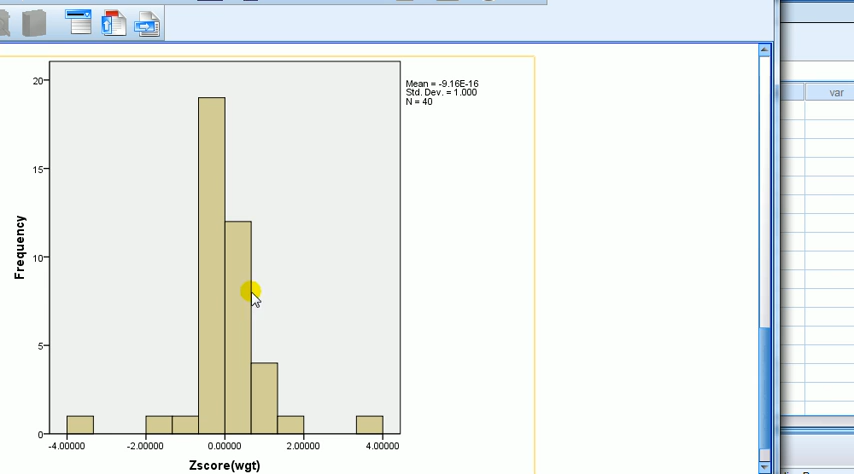 var
Mean = -9.16E-16
Std. Dev. = 1.000
N = 40
20
15
10
5
0
Frequency
-4.00000 -2.00000 0.00000 2.00000 4.00000
Zscore(wgt)